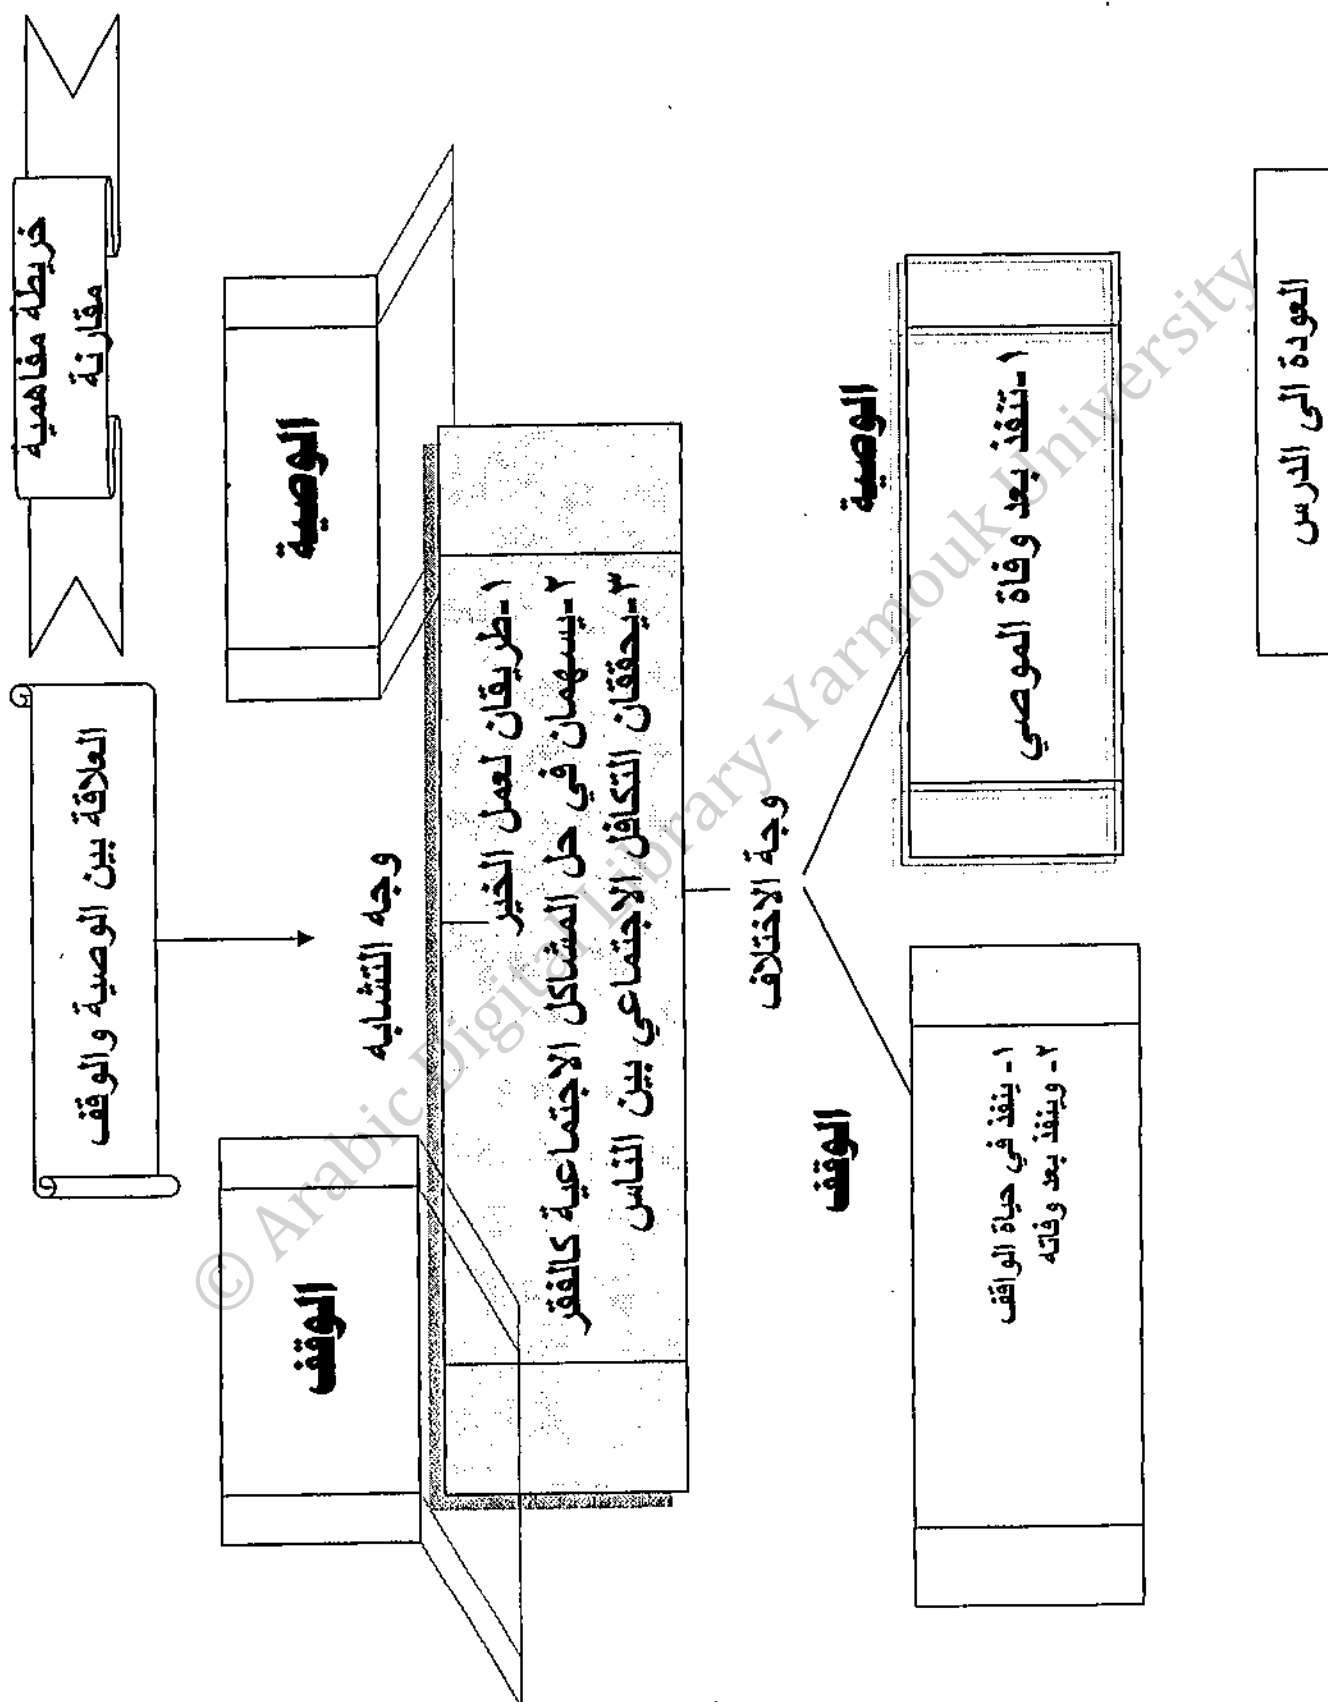 خريطة مفاهمية
مقارنة
العلاقة بين الوصية والوقف
الوصية
الوقف
وجه التشابه
١-طريقان لعمل الخير
٢-يسهمان في حل المشاكل الاجتماعية كالفقر
٣-يحققان التكافل الاجتماعي بين الناس
وجة الاختلاف
الوصية
١-تنفذ بعد وفاة الموصي
الوقف
١- ينفذ في حياة الواقف
٢- وينفذ بعد وفاته
العودة الى الدرس
© Arabic Digital Library-Yarmouk University